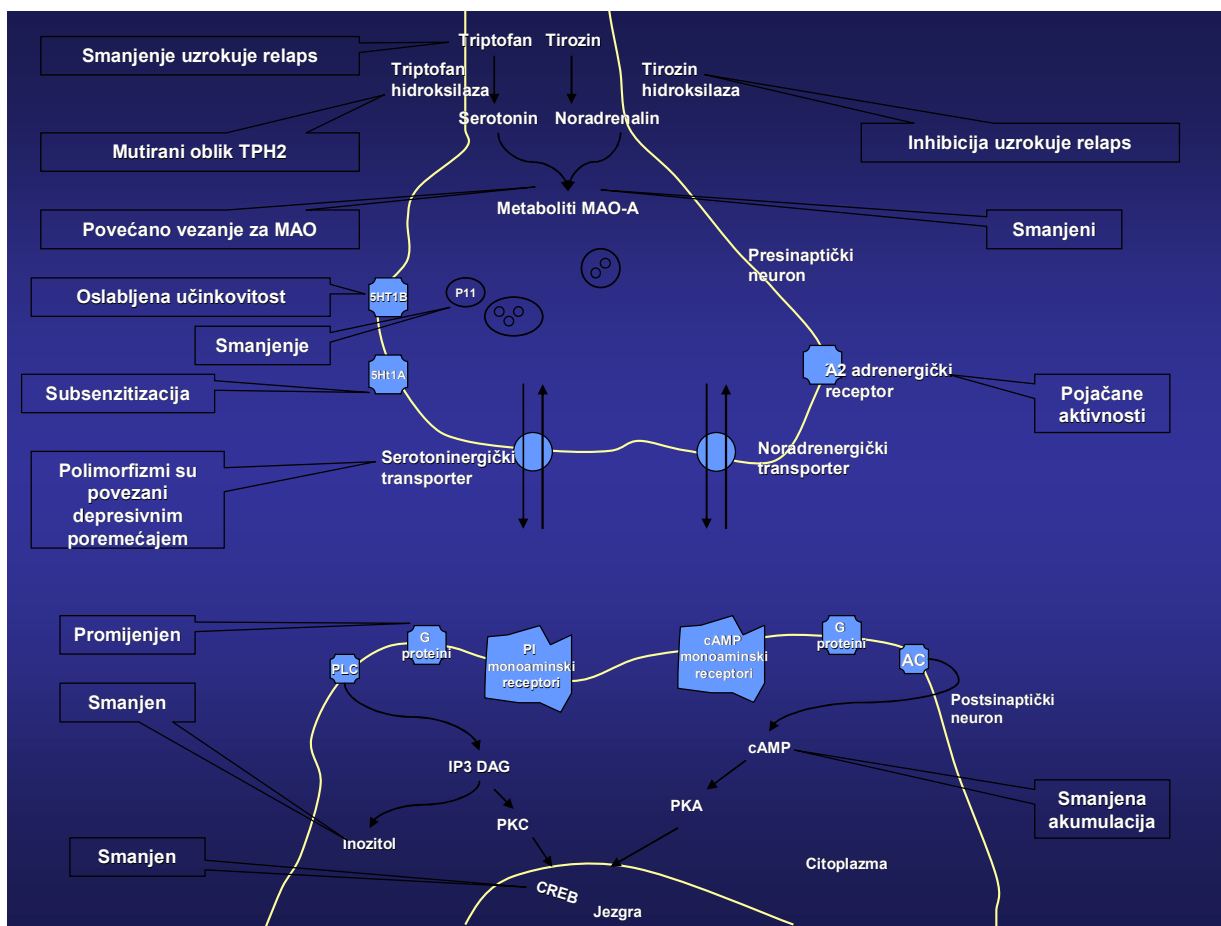 Smanjenje uzrokuje relaps
Triptofan
Tirozin
Triptofan
hidroksilaza
Tirozin
hidroksilaza
Serotonin
Noradrenalin
Mutirani oblik TPH2
Inhibicija uzrokuje relaps
Metaboliti MAO-A
Povećano vezanje za MAO
Smanjeni
Presinaptički
neuron
Oslabljena učinkovitost
5HT1B
P11
Smanjenje
5Ht1A
Subsenzitizacija
A2 adrenergički
receptor
Pojačane
aktivnosti
Serotoninergički
transporter
Noradrenergički
transporter
Polimorfizmi su
povezani
depresivnim
poremećajem
Promijenjen
G
proteini
PLC
PI
monoaminski
receptori
cAMP
monoaminski
receptori
G
proteini
AC
Smanjen
Postsinaptički
neuron
IP3 DAG
cAMP
PKC
PKA
Smanjena
akumulacija
Inozitol
Smanjen
Citoplazma
CREB
Jezgra